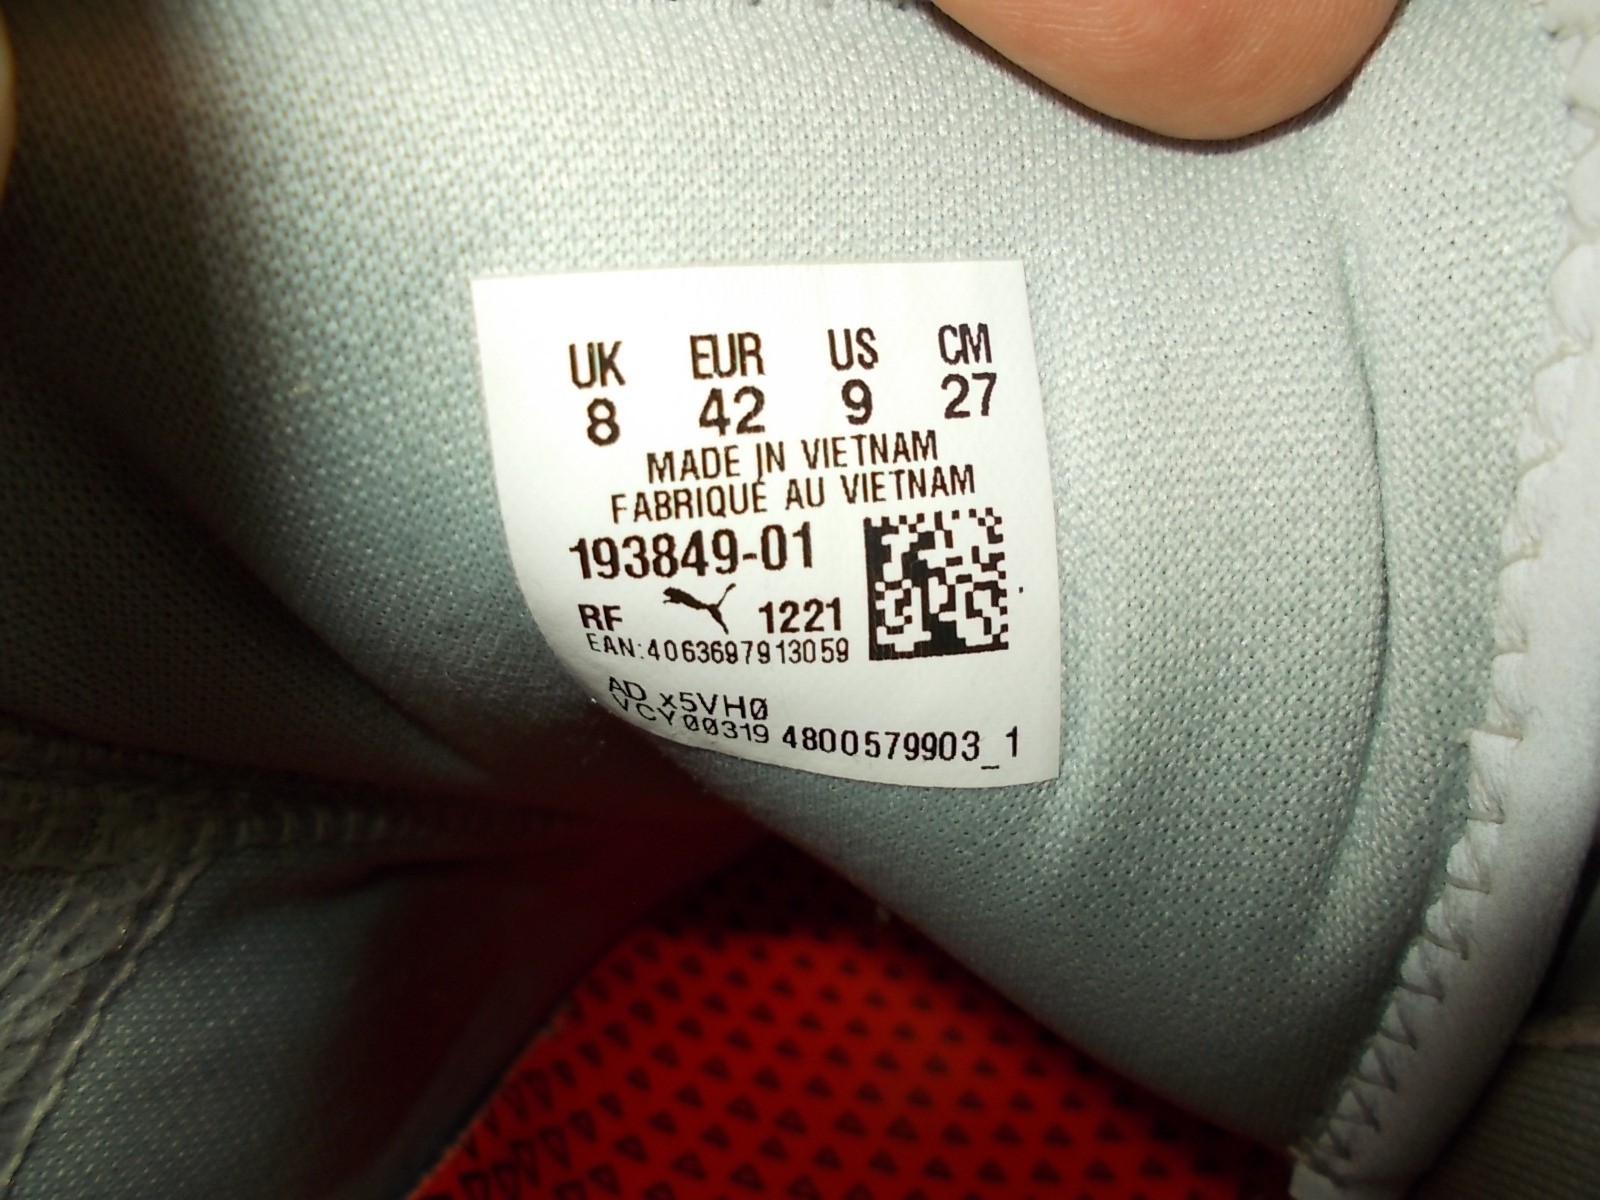 UK EUR US CM
8 42 9 27
MADE IN VIETNAM
FABRIQUÉ AU VIETNAM
193849-01
RF 1221
EAN:4063697913059
AD x5VH0
VCY00319 4800579903_1